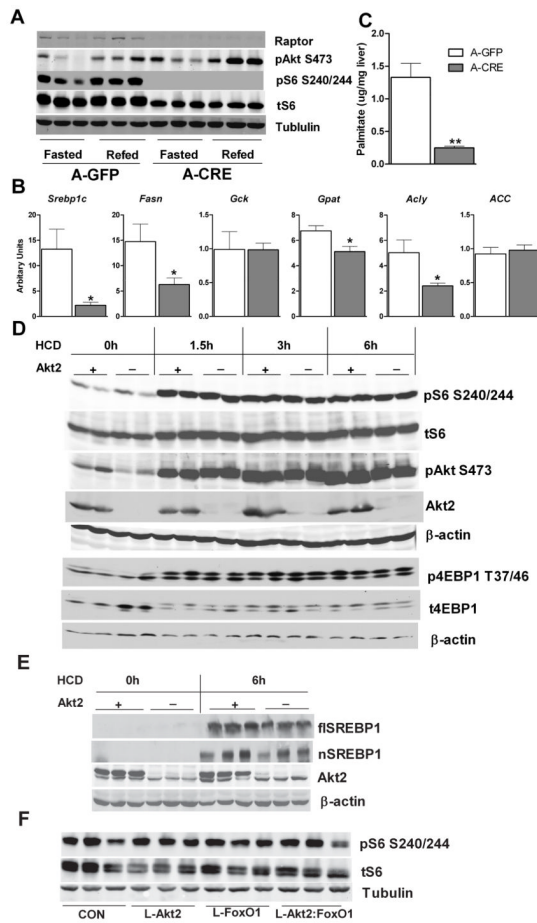 A
Raptor
pAkt S473
pS6 S240/244
tS6
Tublulin
Fasted Refed Fasted Refed
A-GFP A-CRE
C
Palmitate (ug/mg liver)
2.0
1.5
1.0
0.5
0.0
**
A-GFP
A-CRE
B
Arbitary Units
Srebp1c Fasn Gck Gpat Acly ACC
20 20 1.5 8 8 1.5
15 15 6 6
1.0 1.0
10 10 4 4
0.5 0.5
5 5 2 2
0 0 0.0 0 0 0.0
* * * *
D
HCD 0h 1.5h 3h 6h
Akt2 + – + – + – + –
pS6 S240/244
tS6
pAkt S473
Akt2
β-actin
p4EBP1 T37/46
t4EBP1
β-actin
E
HCD 0h 6h
Akt2 + – + –
flSREBP1
nSREBP1
Akt2
β-actin
F
pS6 S240/244
tS6
Tubulin
CON L-Akt2 L-FoxO1 L-Akt2:FoxO1